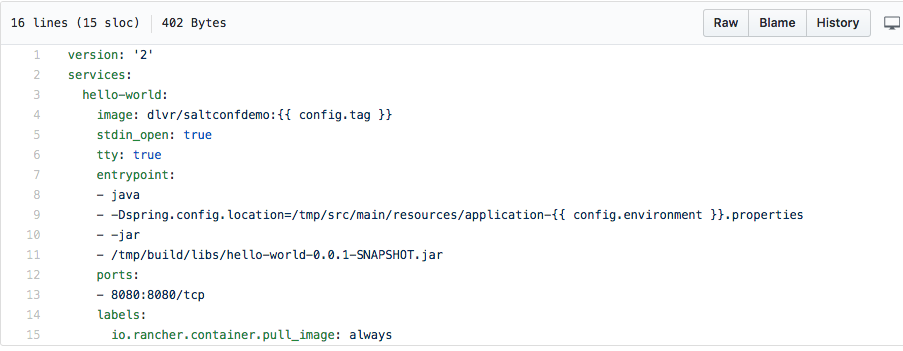 16 lines (15 sloc) 402 Bytes Raw Blame History
1 version: '2'
2 services:
3 hello-world:
4 image: dlvr/saltconfdemo:{{ config.tag }}
5 stdin_open: true
6 tty: true
7 entrypoint:
8 - java
9 - -Dspring.config.location=/tmp/src/main/resources/application-{{ config.environment }}.properties
10 - -jar
11 - /tmp/build/libs/hello-world-0.0.1-SNAPSHOT.jar
12 ports:
13 - 8080:8080/tcp
14 labels:
15 io.rancher.container.pull_image: always